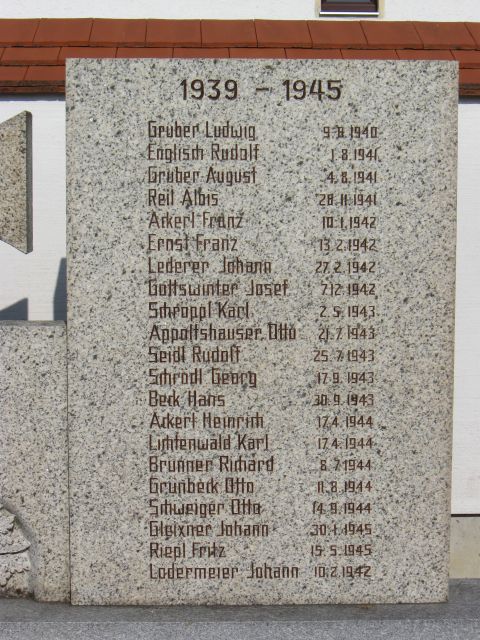 1939 - 1945
Gruber Ludwig 9.8.1940
Englisch Rudolf 1.8.1941
Gruber August 4.8.1941
Reil Albis 28.11.1941
Ackerl Franz 10.1.1942
Ernst Franz 13.2.1942
Lederer Johann 27.2.1942
Gottswinter Josef 7.12.1942
Schröppl Karl 2.5.1943
Appoltshauser Otto 21.7.1943
Seidl Rudolf 25.7.1943
Schrödl Georg 17.9.1943
Beck Hans 30.9.1943
Ackerl Heinrich 17.4.1944
Lichtenwald Karl 17.4.1944
Brunner Richard 8.7.1944
Grünbeck Otto 11.8.1944
Schweiger Otto 14.9.1944
Gleixner Johann 30.1.1945
Riepl Fritz 15.5.1945
Lodermeier Johann 10.2.1942